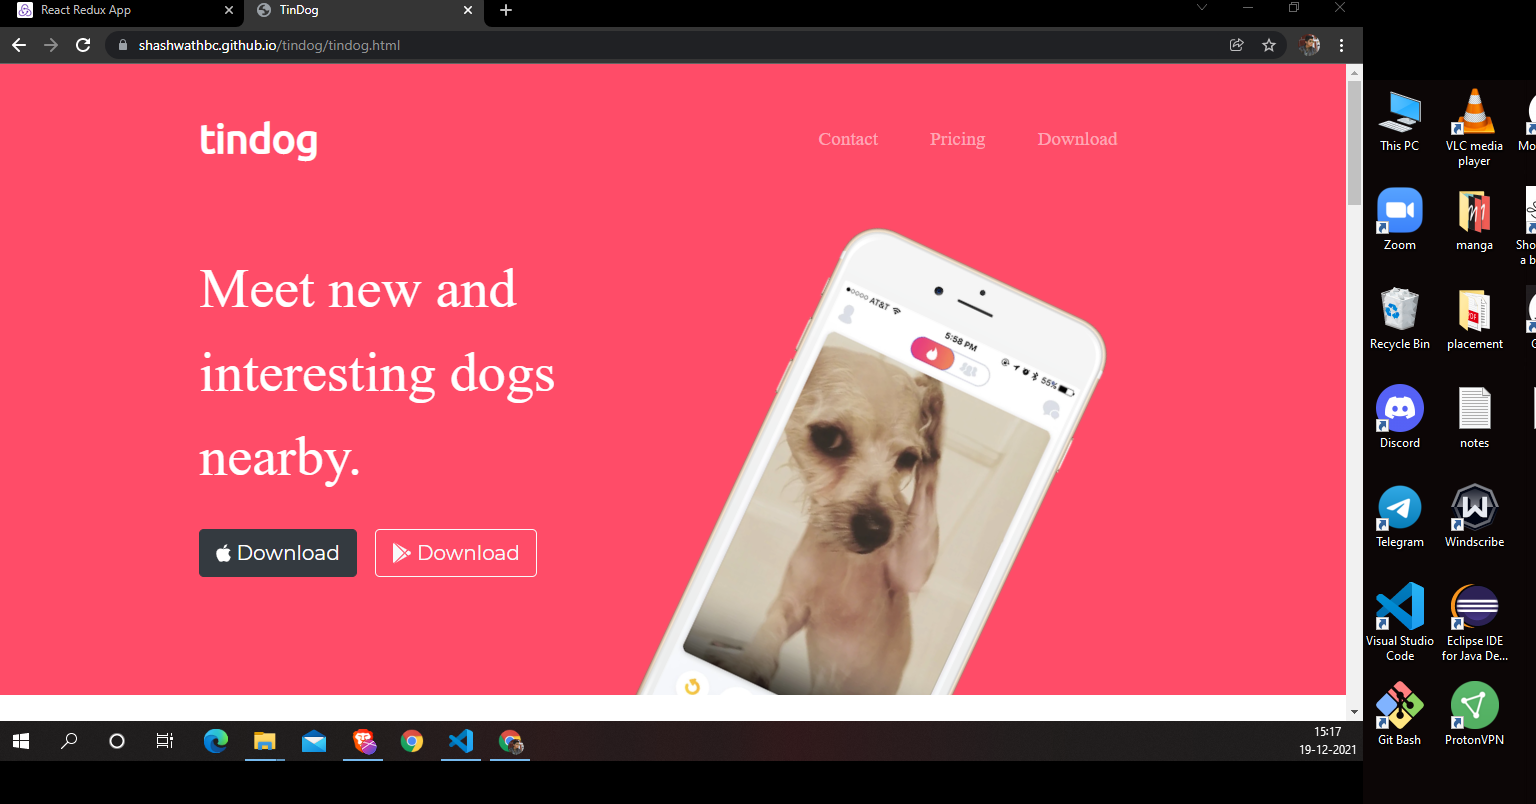 React Redux App
TinDog
shashwathbc.github.io/tindog/tindog.html
tindog
Contact
Pricing
Download
Meet new and
interesting dogs
nearby.
Download
Download
AT&T
5:58 PM
55%
This PC
VLC media
player
Mo
Zoom
manga
Sho
a b
Recycle Bin
placement
PDF
Discord
notes
Telegram
Windscribe
Visual Studio
Code
Eclipse IDE
for Java De...
Git Bash
ProtonVPN
15:17
19-12-2021